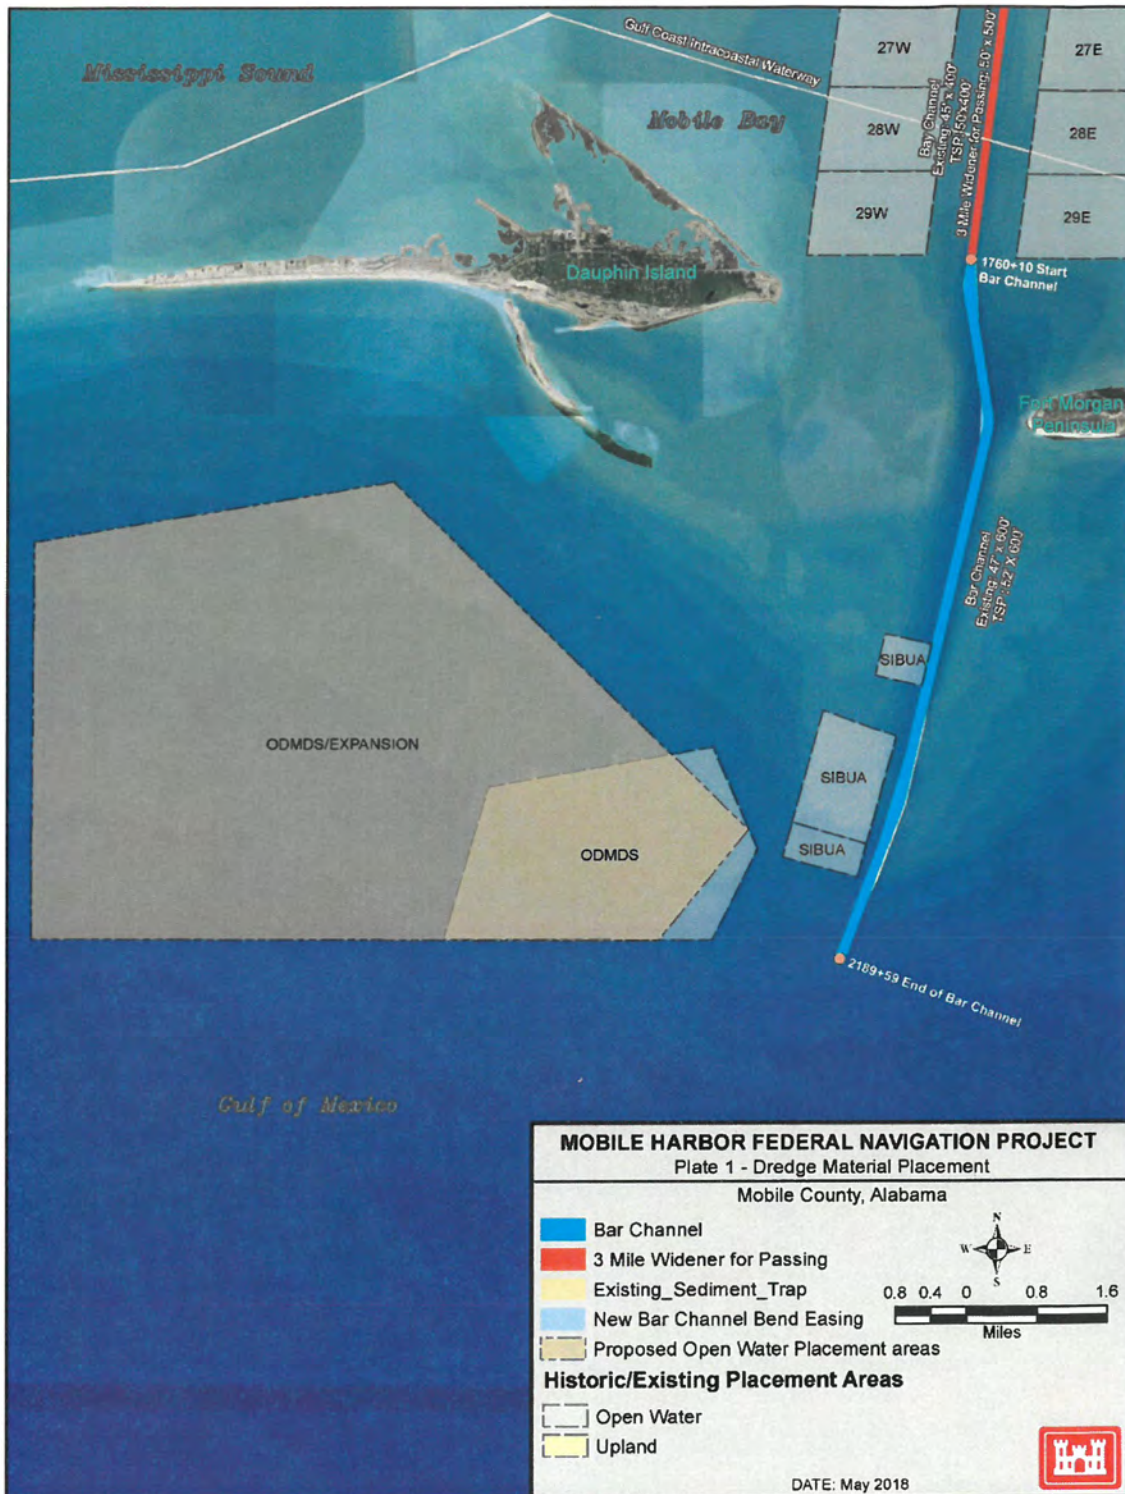 Mississippi Sound
Gulf Coast Intracoastal Waterway
Mobile Bay
27W
27E
28W
28E
29W
29E
Bay Channel
Existing: 45' x 400'
TSP: 50'x400'
3 Mile Widener for Passing: 50' x 500'
1760+10 Start
Bar Channel
Dauphin Island
Fort Morgan
Peninsula
Bar Channel
Existing: 47' x 600'
TSP : 52' X 600'
SIBUA
SIBUA
SIBUA
ODMDS/EXPANSION
ODMDS
2189+59 End of Bar Channel
Gulf of Mexico
MOBILE HARBOR FEDERAL NAVIGATION PROJECT
Plate 1 - Dredge Material Placement
Mobile County, Alabama
Bar Channel
3 Mile Widener for Passing
Existing_Sediment_Trap
New Bar Channel Bend Easing
Proposed Open Water Placement areas
N
W E
S
0.8 0.4 0 0.8 1.6
Miles
Historic/Existing Placement Areas
Open Water
Upland
DATE: May 2018